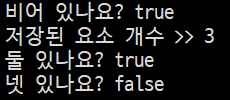 비어 있나요? true
저장된 요소 개수 >> 3
둘 있나요? true
넷 있나요? false